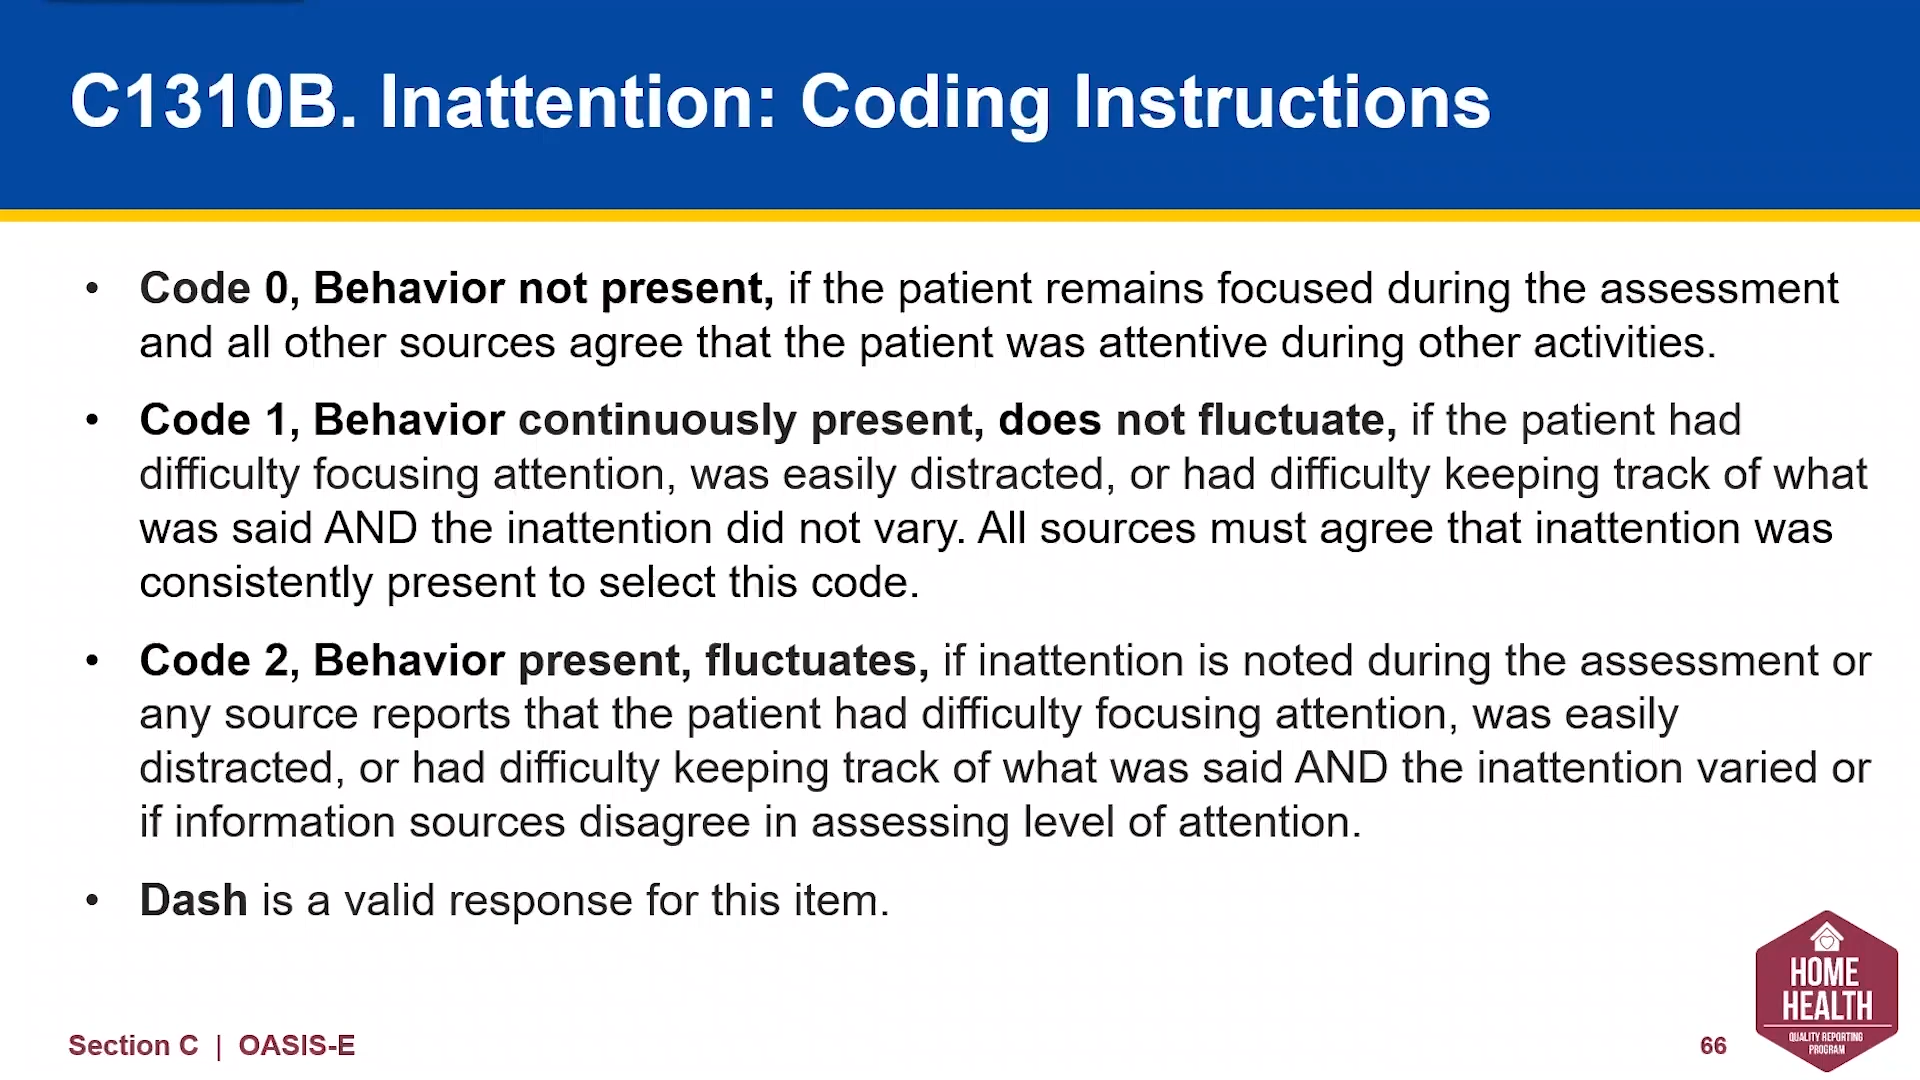 C1310B. Inattention: Coding Instructions
• Code 0, Behavior not present, if the patient remains focused during the assessment
and all other sources agree that the patient was attentive during other activities.
• Code 1, Behavior continuously present, does not fluctuate, if the patient had
difficulty focusing attention, was easily distracted, or had difficulty keeping track of what
was said AND the inattention did not vary. All sources must agree that inattention was
consistently present to select this code.
• Code 2, Behavior present, fluctuates, if inattention is noted during the assessment or
any source reports that the patient had difficulty focusing attention, was easily
distracted, or had difficulty keeping track of what was said AND the inattention varied or
if information sources disagree in assessing level of attention.
• Dash is a valid response for this item.
HOME
HEALTH
QUALITY REPORTING
PROGRAM
Section C | OASIS-E
66